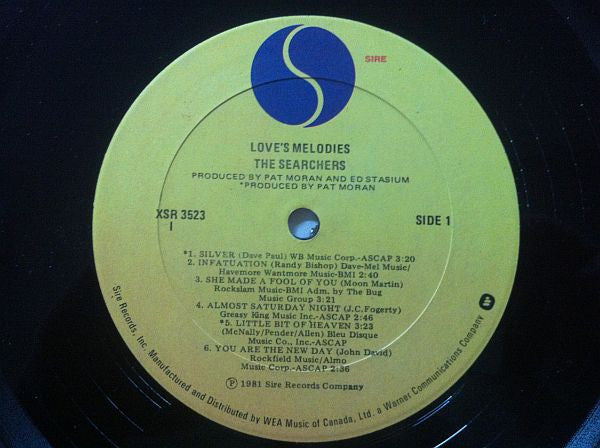 SIRE
LOVE'S MELODIES
THE SEARCHERS
PRODUCED BY PAT MORAN AND ED STASIUM
*PRODUCED BY PAT MORAN
XSR 3523
I
SIDE 1
*1. SILVER (Dave Paul) WB Music Corp.-ASCAP 3:20
2. INFATUATION (Randy Bishop) Dave-Mel Music/
Havemore Wantmore Music-BMI 2:40
3. SHE MADE A FOOL OF YOU (Moon Martin)
Rockslam Music-BMI Adm. by The Bug
Music Group 3:21
4. ALMOST SATURDAY NIGHT (J.C. Fogerty)
Greasy King Music Inc.-ASCAP 2:46
*5. LITTLE BIT OF HEAVEN 3:23
(McNally/Pender/Allen) Bleu Disque
Music Co., Inc.-ASCAP
6. YOU ARE THE NEW DAY (John David)
Rockfield Music/Almo
Music Corp.-ASCAP 2:36
℗ 1981 Sire Records Company
Sire Records, Inc. Manufactured and Distributed by WEA Music of Canada, Ltd. a Warner Communications Company